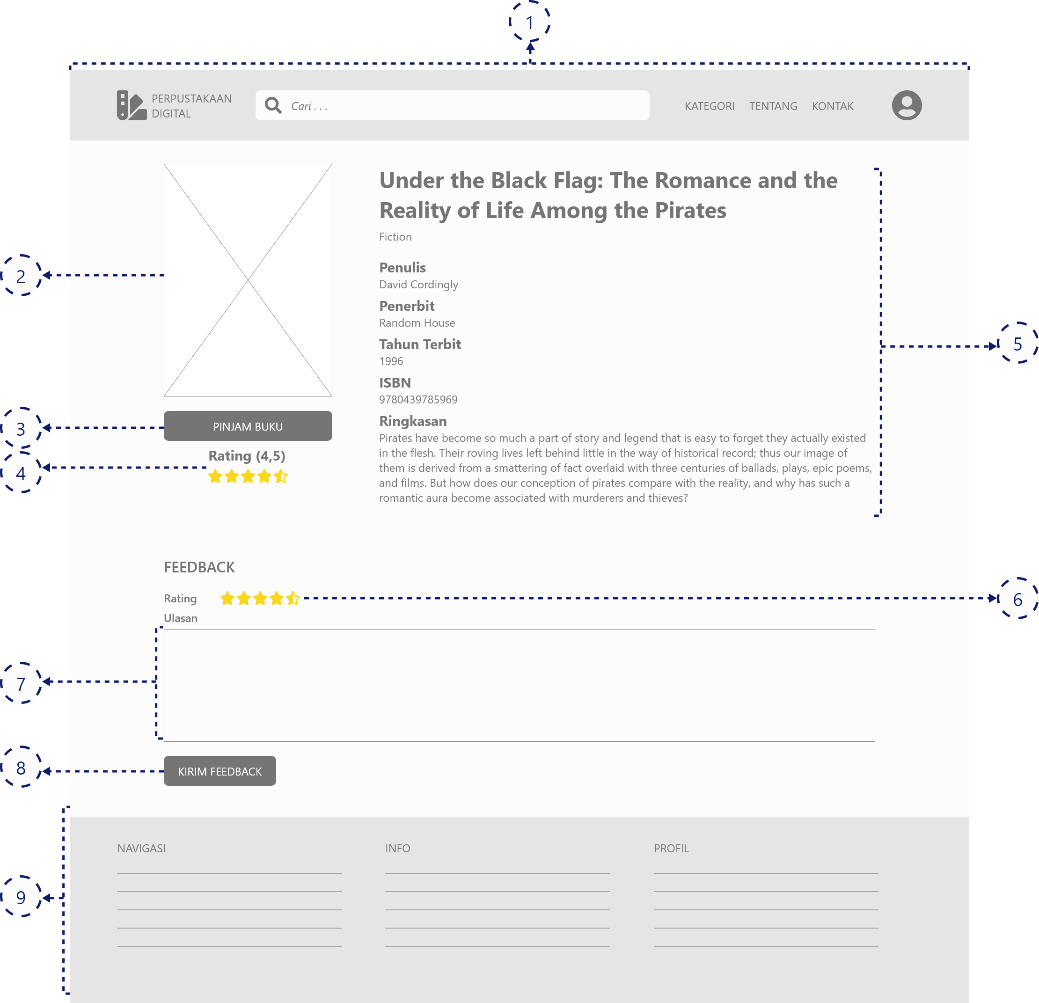 1
PERPUSTAKAAN
DIGITAL
Cari . . .
KATEGORI TENTANG KONTAK
2
3
PINJAM BUKU
4
Rating (4,5)
Under the Black Flag: The Romance and the
Reality of Life Among the Pirates
Fiction
Penulis
David Cordingly
Penerbit
Random House
Tahun Terbit
1996
ISBN
9780439785969
Ringkasan
Pirates have become so much a part of story and legend that is easy to forget they actually existed
in the flesh. Their roving lives left behind little in the way of historical record; thus our image of
them is derived from a smattering of fact overlaid with three centuries of ballads, plays, epic poems,
and films. But how does our conception of pirates compare with the reality, and why has such a
romantic aura become associated with murderers and thieves?
5
FEEDBACK
Rating
6
Ulasan
7
8
KIRIM FEEDBACK
9
NAVIGASI
INFO
PROFIL